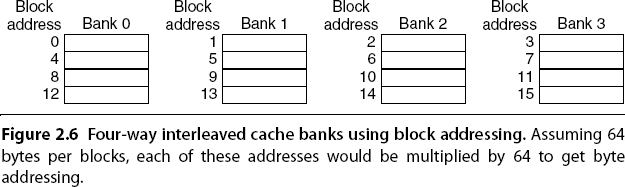 Block address Bank 0 Block address Bank 1 Block address Bank 2 Block address Bank 3
0 1 2 3
4 5 6 7
8 9 10 11
12 13 14 15
Figure 2.6 Four-way interleaved cache banks using block addressing. Assuming 64
bytes per blocks, each of these addresses would be multiplied by 64 to get byte
addressing.